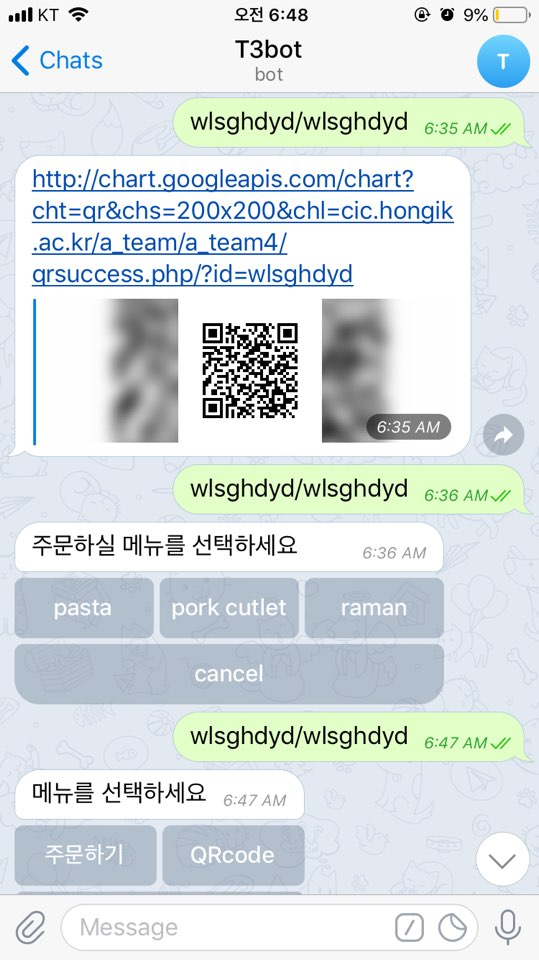 KT 오전 6:48 9%
Chats T3bot T
bot
wlsghdyd/wlsghdyd 6:35 AM
http://chart.googleapis.com/chart?
cht=qr&chs=200x200&chl=cic.hongik
.ac.kr/a_team/a_team4/
qrsuccess.php/?id=wlsghdyd
6:35 AM
wlsghdyd/wlsghdyd 6:36 AM
주문하실 메뉴를 선택하세요 6:36 AM
pasta pork cutlet raman
cancel
wlsghdyd/wlsghdyd 6:47 AM
메뉴를 선택하세요 6:47 AM
주문하기 QRcode
Message